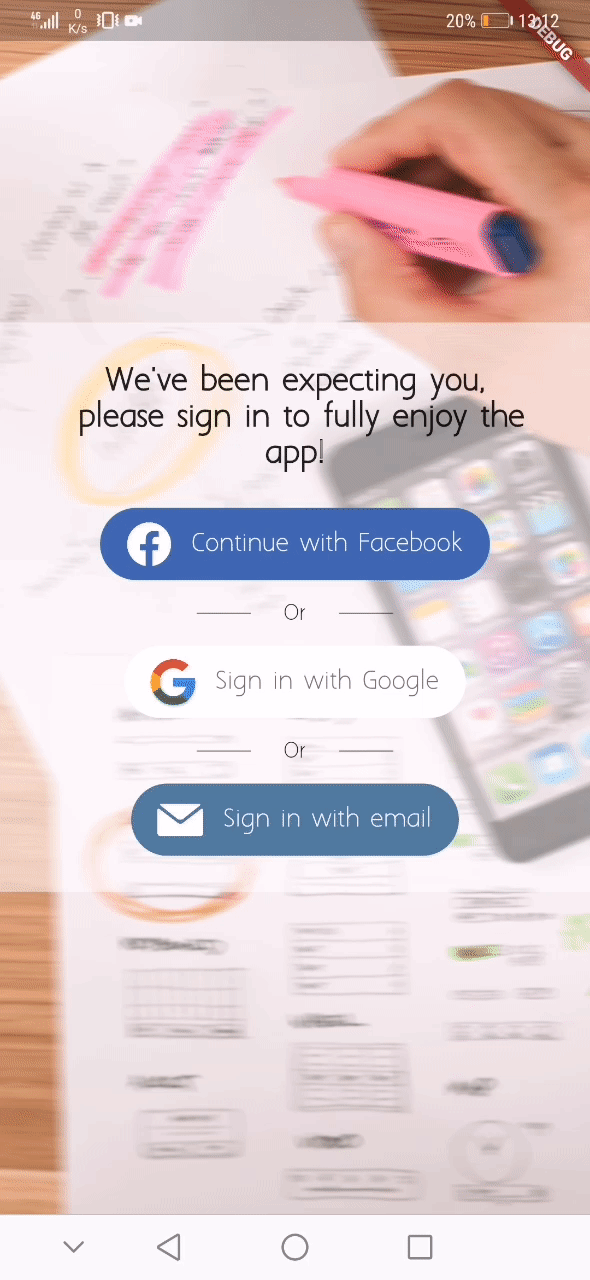 4G 0 K/s 20% 13:12
DEBUG
We've been expecting you,
please sign in to fully enjoy the
app!
Continue with Facebook
Or
Sign in with Google
Or
Sign in with email